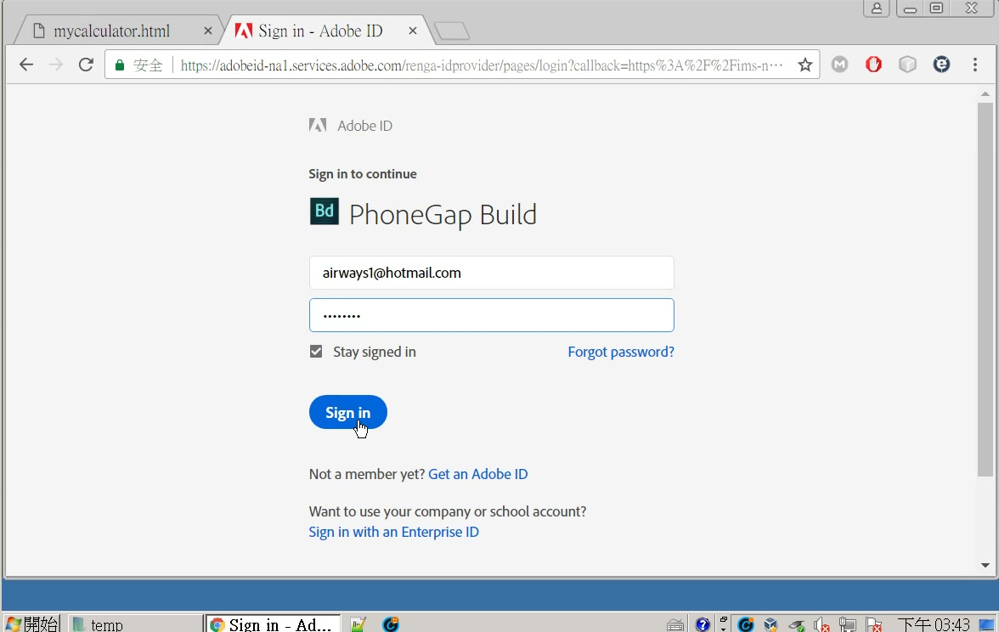 mycalculator.html
Sign in - Adobe ID
安全 https://adobeid-na1.services.adobe.com/renga-idprovider/pages/login?callback=https%3A%2F%2Fims-n···
Adobe ID
Sign in to continue
Bd PhoneGap Build
airways1@hotmail.com
••••••••
Stay signed in
Forgot password?
Sign in
Not a member yet? Get an Adobe ID
Want to use your company or school account?
Sign in with an Enterprise ID
開始 temp Sign in - Ad... 下午 03:43